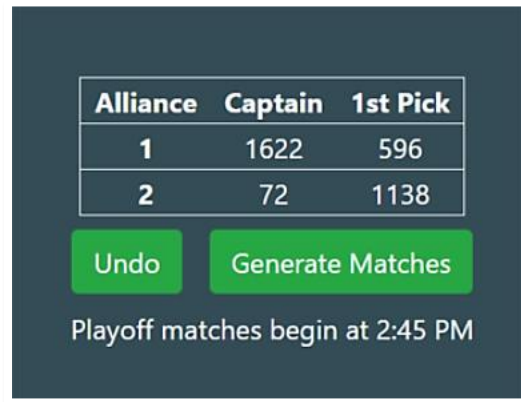 Alliance Captain 1st Pick
1 1622 596
2 72 1138
Undo Generate Matches
Playoff matches begin at 2:45 PM